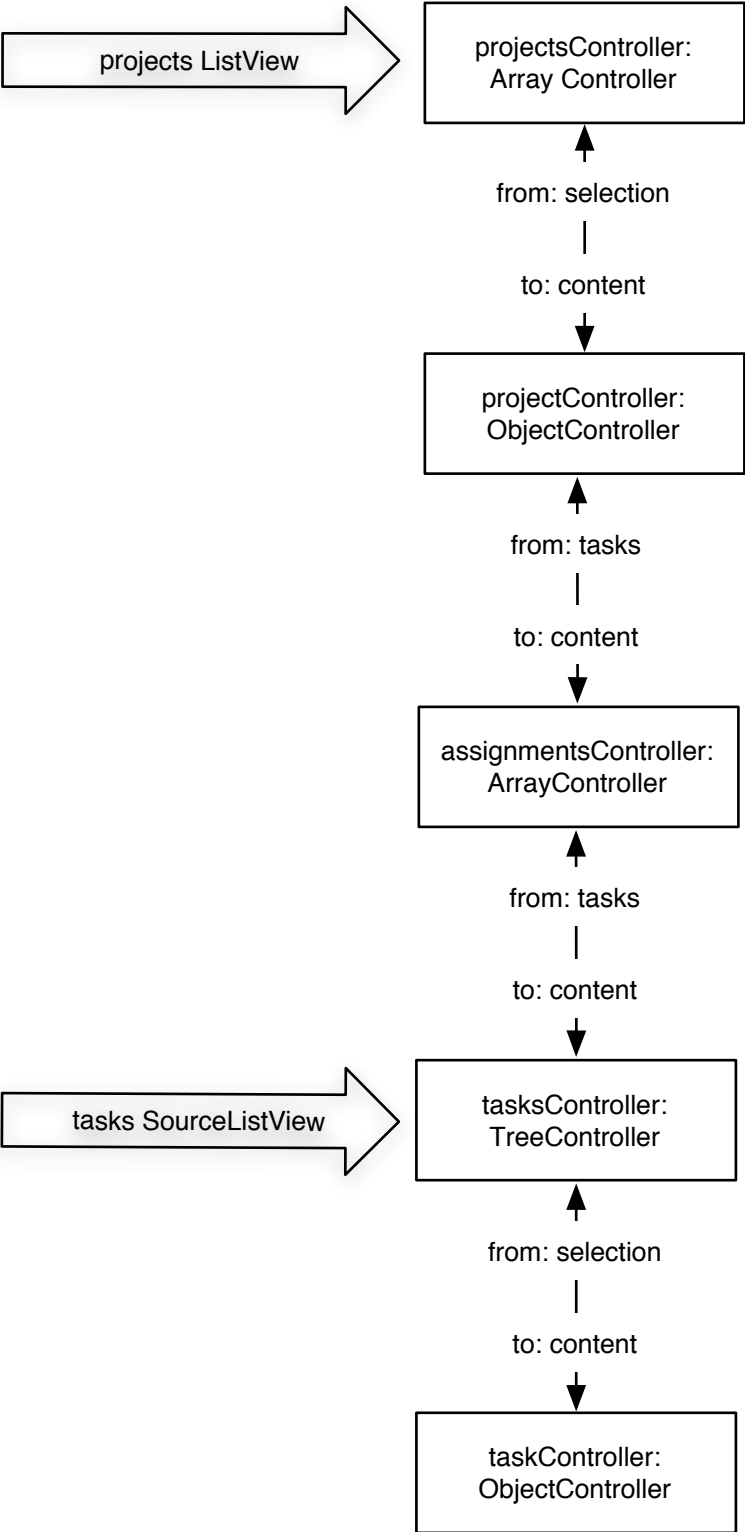 projects ListView
projectsController:
Array Controller
from: selection
to: content
projectController:
ObjectController
from: tasks
to: content
assignmentsController:
ArrayController
from: tasks
to: content
tasks SourceListView
tasksController:
TreeController
from: selection
to: content
taskController:
ObjectController